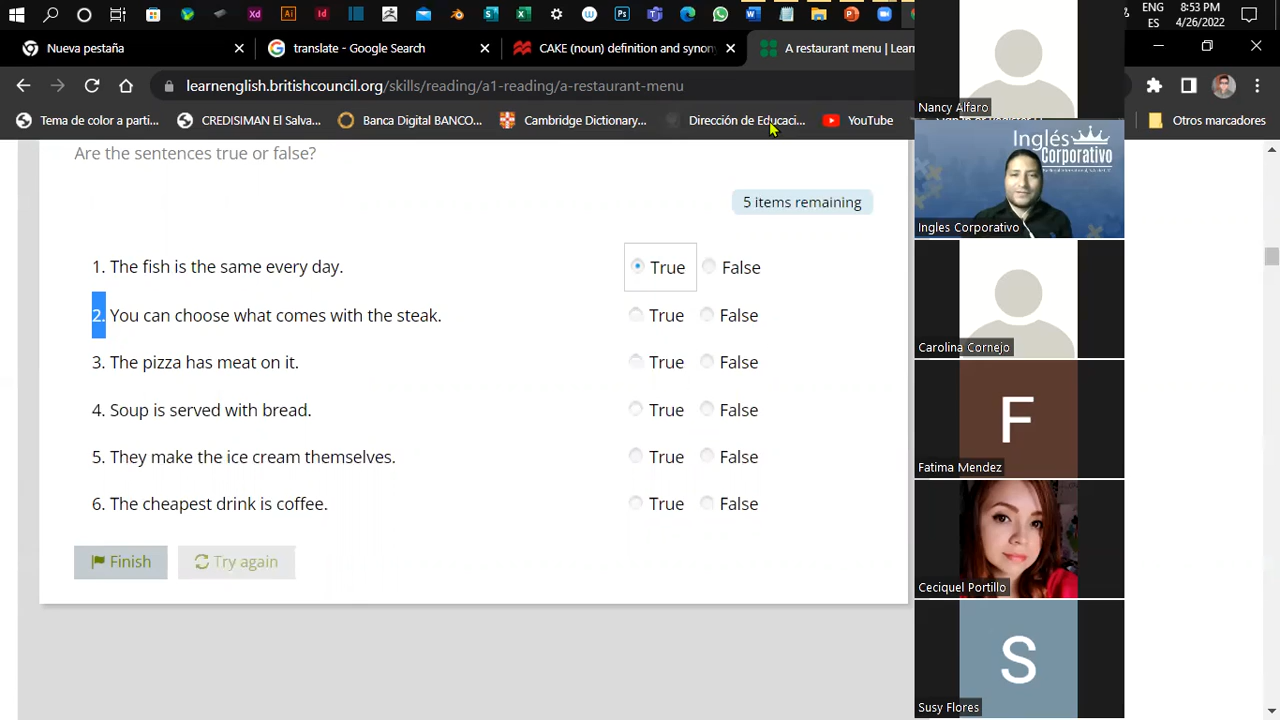 ENG
ES
8:53 PM
4/26/2022
Nueva pestaña
translate - Google Search
CAKE (noun) definition and synony
A restaurant menu | Learn
learnenglish.britishcouncil.org/skills/reading/a1-reading/a-restaurant-menu
Tema de color a parti...
CREDISIMAN El Salva...
Banca Digital BANCO...
Cambridge Dictionary,...
Dirección de Educaci...
YouTube
Otros marcadores
Are the sentences true or false?
5 items remaining
1. The fish is the same every day.
True
False
2. You can choose what comes with the steak.
True
False
3. The pizza has meat on it.
True
False
4. Soup is served with bread.
True
False
5. They make the ice cream themselves.
True
False
6. The cheapest drink is coffee.
True
False
Finish
Try again
Nancy Alfaro
Inglés
Corporativo
Ingles Corporativo
Carolina Cornejo
F
Fatima Mendez
Ceciquel Portillo
S
Susy Flores